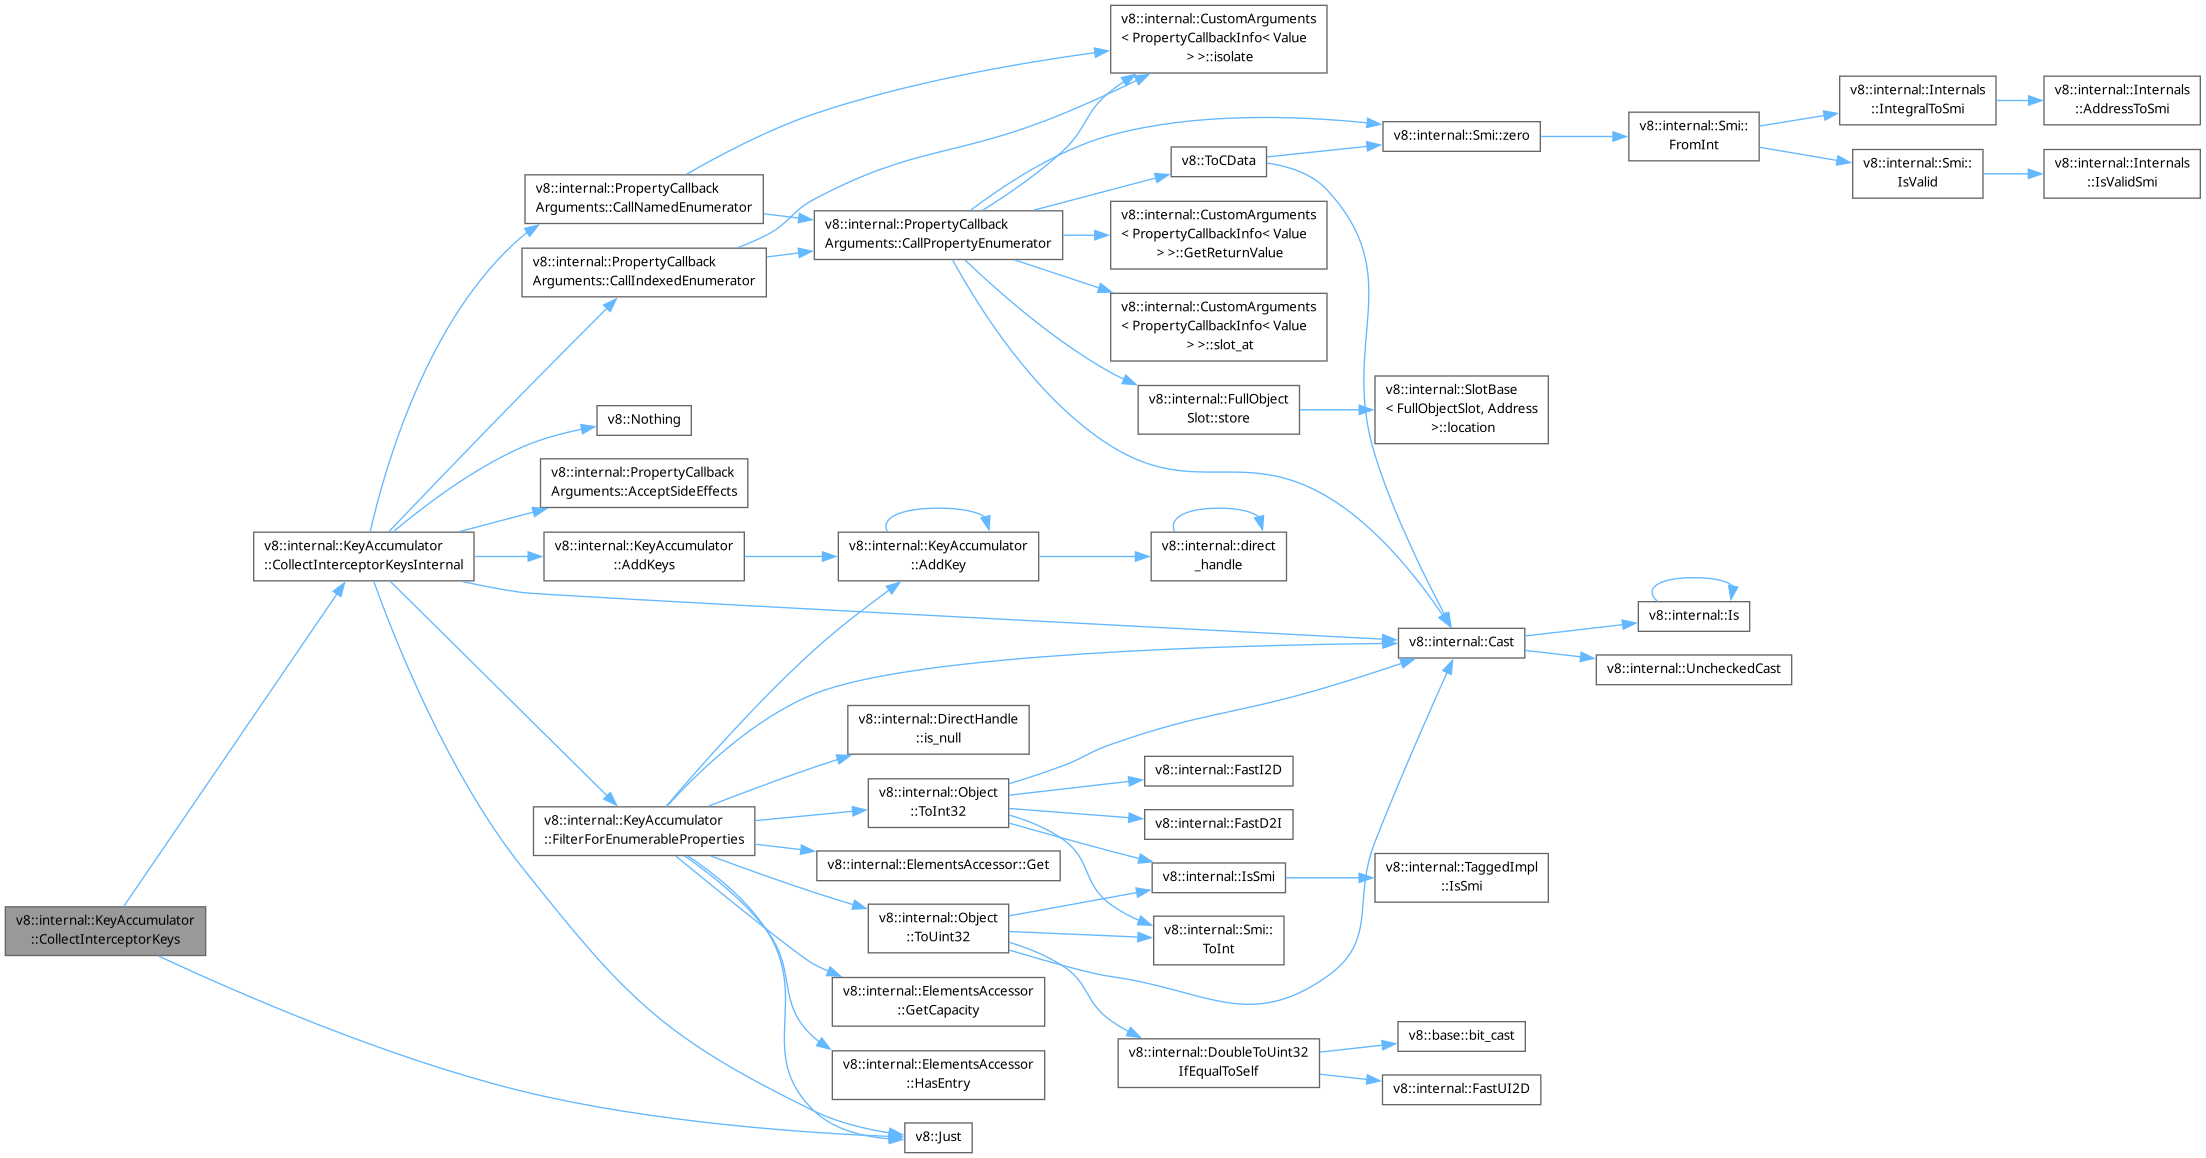 v8::internal::KeyAccumulator
::CollectInterceptorKeys
v8::internal::KeyAccumulator
::CollectInterceptorKeysInternal
v8::internal::PropertyCallback
Arguments::CallNamedEnumerator
v8::internal::PropertyCallback
Arguments::CallIndexedEnumerator
v8::Nothing
v8::internal::PropertyCallback
Arguments::AcceptSideEffects
v8::internal::KeyAccumulator
::AddKeys
v8::internal::KeyAccumulator
::FilterForEnumerableProperties
v8::internal::PropertyCallback
Arguments::CallPropertyEnumerator
v8::internal::KeyAccumulator
::AddKey
v8::internal::DirectHandle
::is_null
v8::internal::Object
::ToInt32
v8::internal::ElementsAccessor::Get
v8::internal::Object
::ToUint32
v8::internal::ElementsAccessor
::GetCapacity
v8::internal::ElementsAccessor
::HasEntry
v8::Just
v8::internal::CustomArguments
< PropertyCallbackInfo< Value
> >::isolate
v8::ToCData
v8::internal::CustomArguments
< PropertyCallbackInfo< Value
> >::GetReturnValue
v8::internal::CustomArguments
< PropertyCallbackInfo< Value
> >::slot_at
v8::internal::FullObject
Slot::store
v8::internal::direct
_handle
v8::internal::FastI2D
v8::internal::FastD2I
v8::internal::IsSmi
v8::internal::Smi::
ToInt
v8::internal::DoubleToUint32
IfEqualToSelf
v8::internal::Smi::zero
v8::internal::SlotBase
< FullObjectSlot, Address
>::location
v8::internal::Cast
v8::internal::TaggedImpl
::IsSmi
v8::base::bit_cast
v8::internal::FastUI2D
v8::internal::Smi::
FromInt
v8::internal::Is
v8::internal::UncheckedCast
v8::internal::Internals
::IntegralToSmi
v8::internal::Smi::
IsValid
v8::internal::Internals
::AddressToSmi
v8::internal::Internals
::IsValidSmi